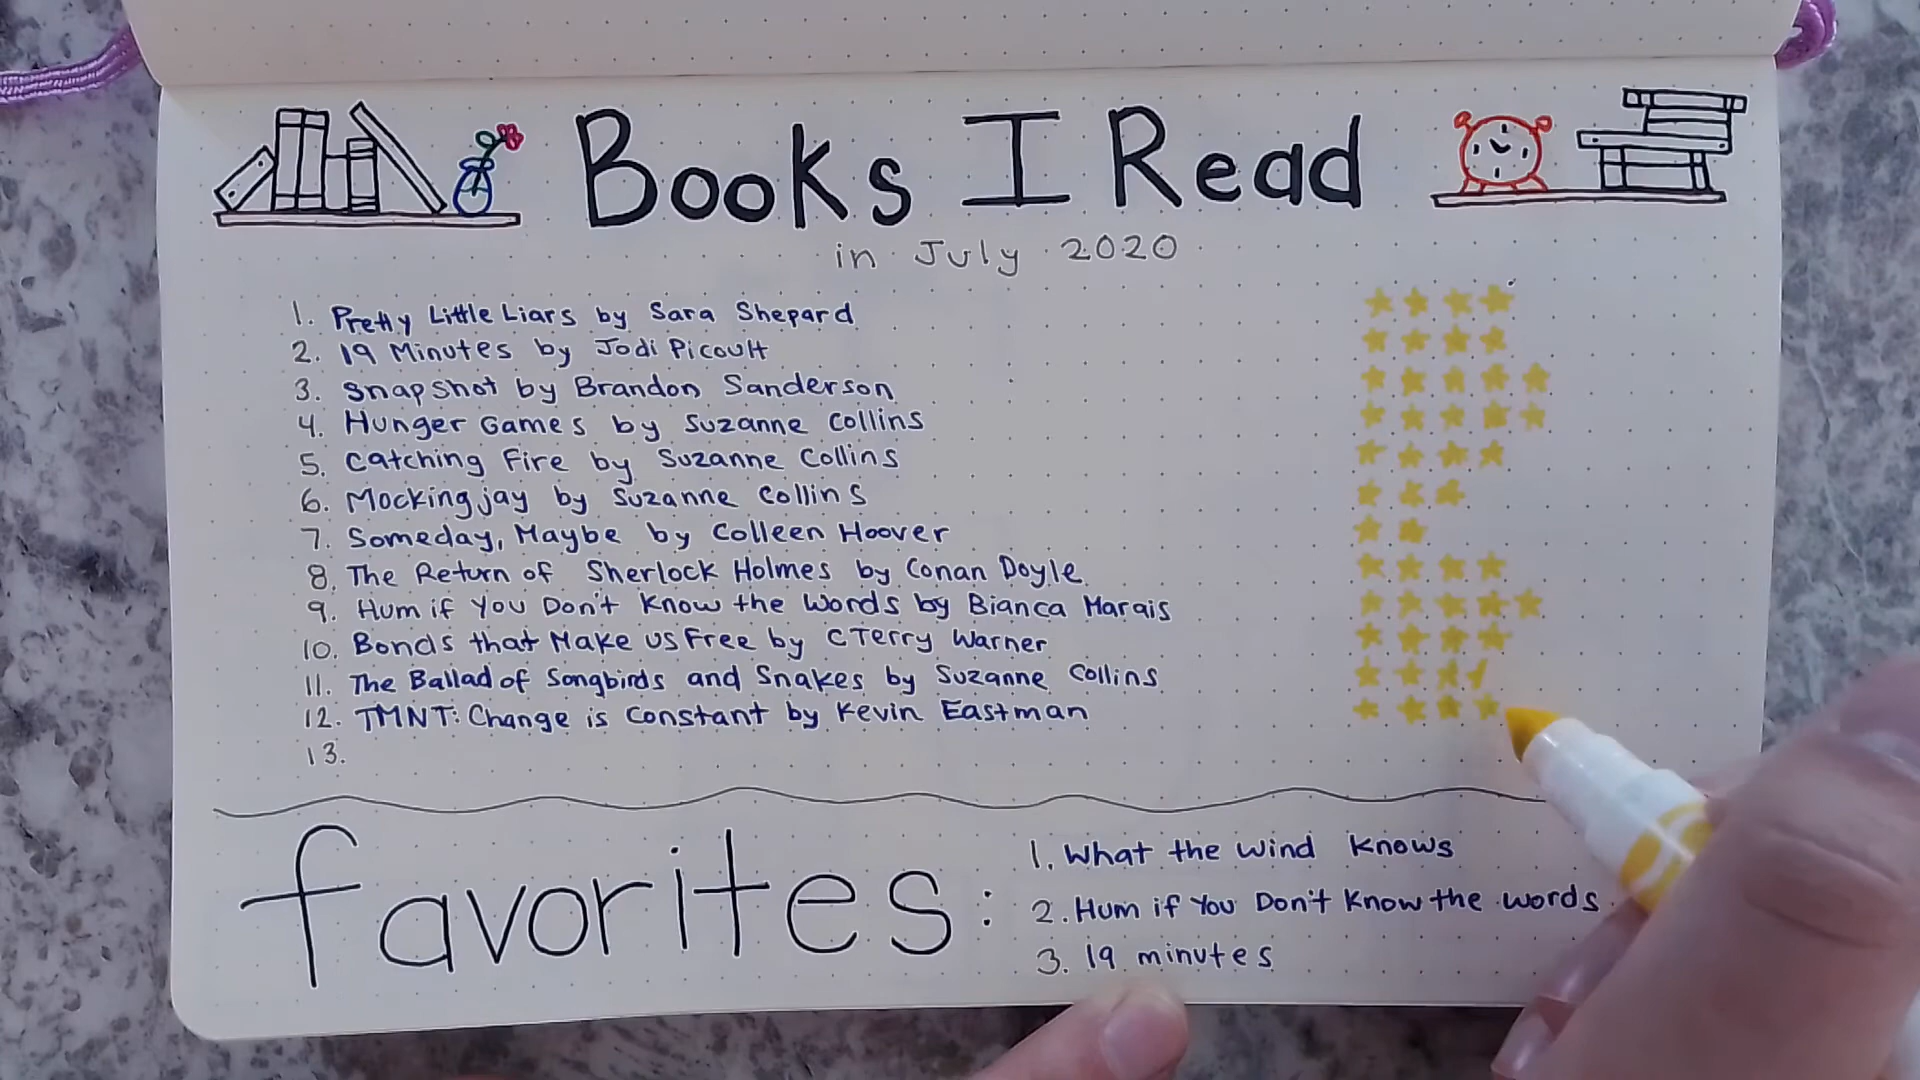 Books I Read
in July 2020
1. Pretty Little Liars by Sara Shepard
2. 19 Minutes by Jodi Picoult
3. Snapshot by Brandon Sanderson
4. Hunger Games by Suzanne Collins
5. Catching Fire by Suzanne Collins
6. Mockingjay by Suzanne Collins
7. Someday, Maybe by Colleen Hoover
8. The Return of Sherlock Holmes by Conan Doyle
9. Hum if You Don't Know the Words by Bianca Marais
10. Bonds that Make Us Free by C Terry Warner
11. The Ballad of Songbirds and Snakes by Suzanne Collins
12. TMNT: Change is Constant by Kevin Eastman
13.
favorites:
1. What the Wind Knows
2. Hum if You Don't Know the words
3. 19 minutes